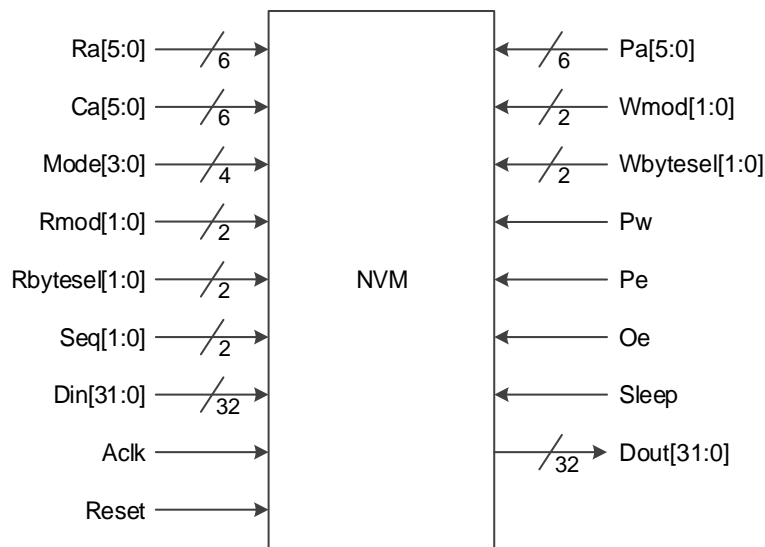 Ra[5:0] 6 Pa[5:0] 6
Ca[5:0] 6 Wmod[1:0] 2
Mode[3:0] 4 Wbytesel[1:0] 2
Rmod[1:0] 2 Pw
Rbytesel[1:0] 2 NVM Pe
Seq[1:0] 2 Oe
Din[31:0] 32 Sleep
Aclk Dout[31:0] 32
Reset